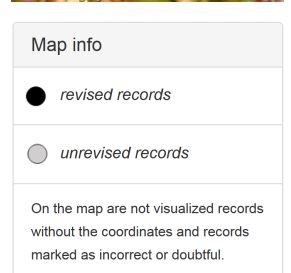 Map info
revised records
unrevised records
On the map are not visualized records
without the coordinates and records
marked as incorrect or doubtful.